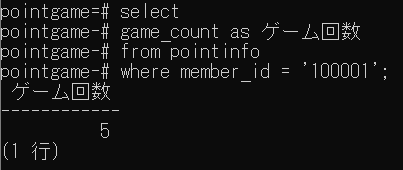 pointgame=# select
pointgame-# game_count as ゲーム回数
pointgame-# from pointinfo
pointgame-# where member_id = '100001';
ゲーム回数
------------
5
(1 行)